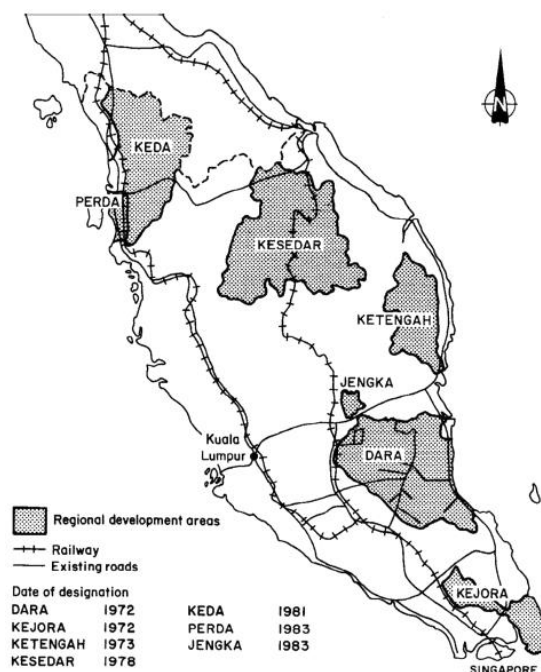 N
KEDA
PERDA
KESEDAR
KETENGAH
JENGKA
Kuala
Lumpur
DARA
Regional development areas
Railway
Existing roads
Date of designation
DARA 1972 KEDA 1981
KEJORA 1972 PERDA 1983
KETENGAH 1973 JENGKA 1983
KESEDAR 1978
KEJORA
SINGAPORE